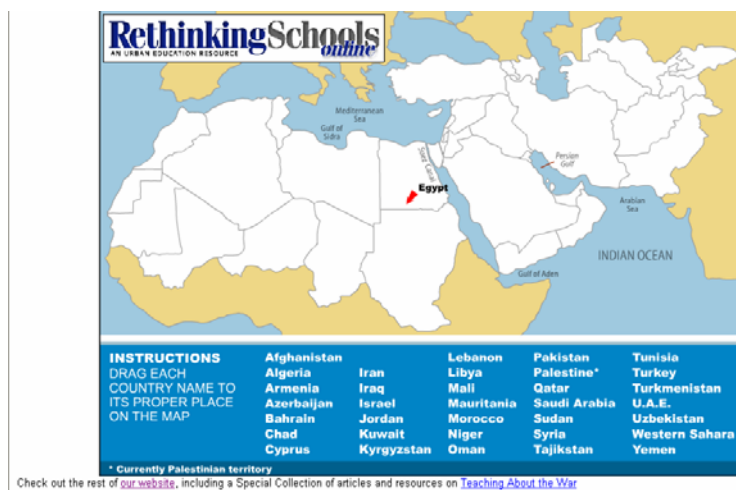 RethinkingSchools
online
AN URBAN EDUCATION RESOURCE
Mediterranean
Sea
Gulf of
Sidra
Suez Canal
Egypt
Persian
Gulf
Arabian
Sea
INDIAN OCEAN
Gulf of Aden
INSTRUCTIONS
DRAG EACH
COUNTRY NAME TO
ITS PROPER PLACE
ON THE MAP
Afghanistan
Algeria
Armenia
Azerbaijan
Bahrain
Chad
Cyprus
Iran
Iraq
Israel
Jordan
Kuwait
Kyrgyzstan
Lebanon
Libya
Mali
Mauritania
Morocco
Niger
Oman
Pakistan
Palestine*
Qatar
Saudi Arabia
Sudan
Syria
Tajikistan
Tunisia
Turkey
Turkmenistan
U.A.E.
Uzbekistan
Western Sahara
Yemen
* Currently Palestinian territory
Check out the rest of our website, including a Special Collection of articles and resources on Teaching About the War